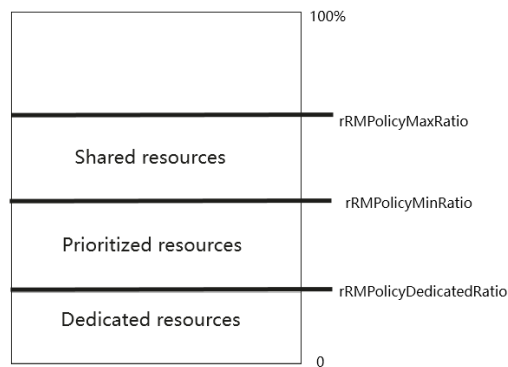 100%
rRMPolicyMaxRatio
Shared resources
rRMPolicyMinRatio
Prioritized resources
rRMPolicyDedicatedRatio
Dedicated resources
0